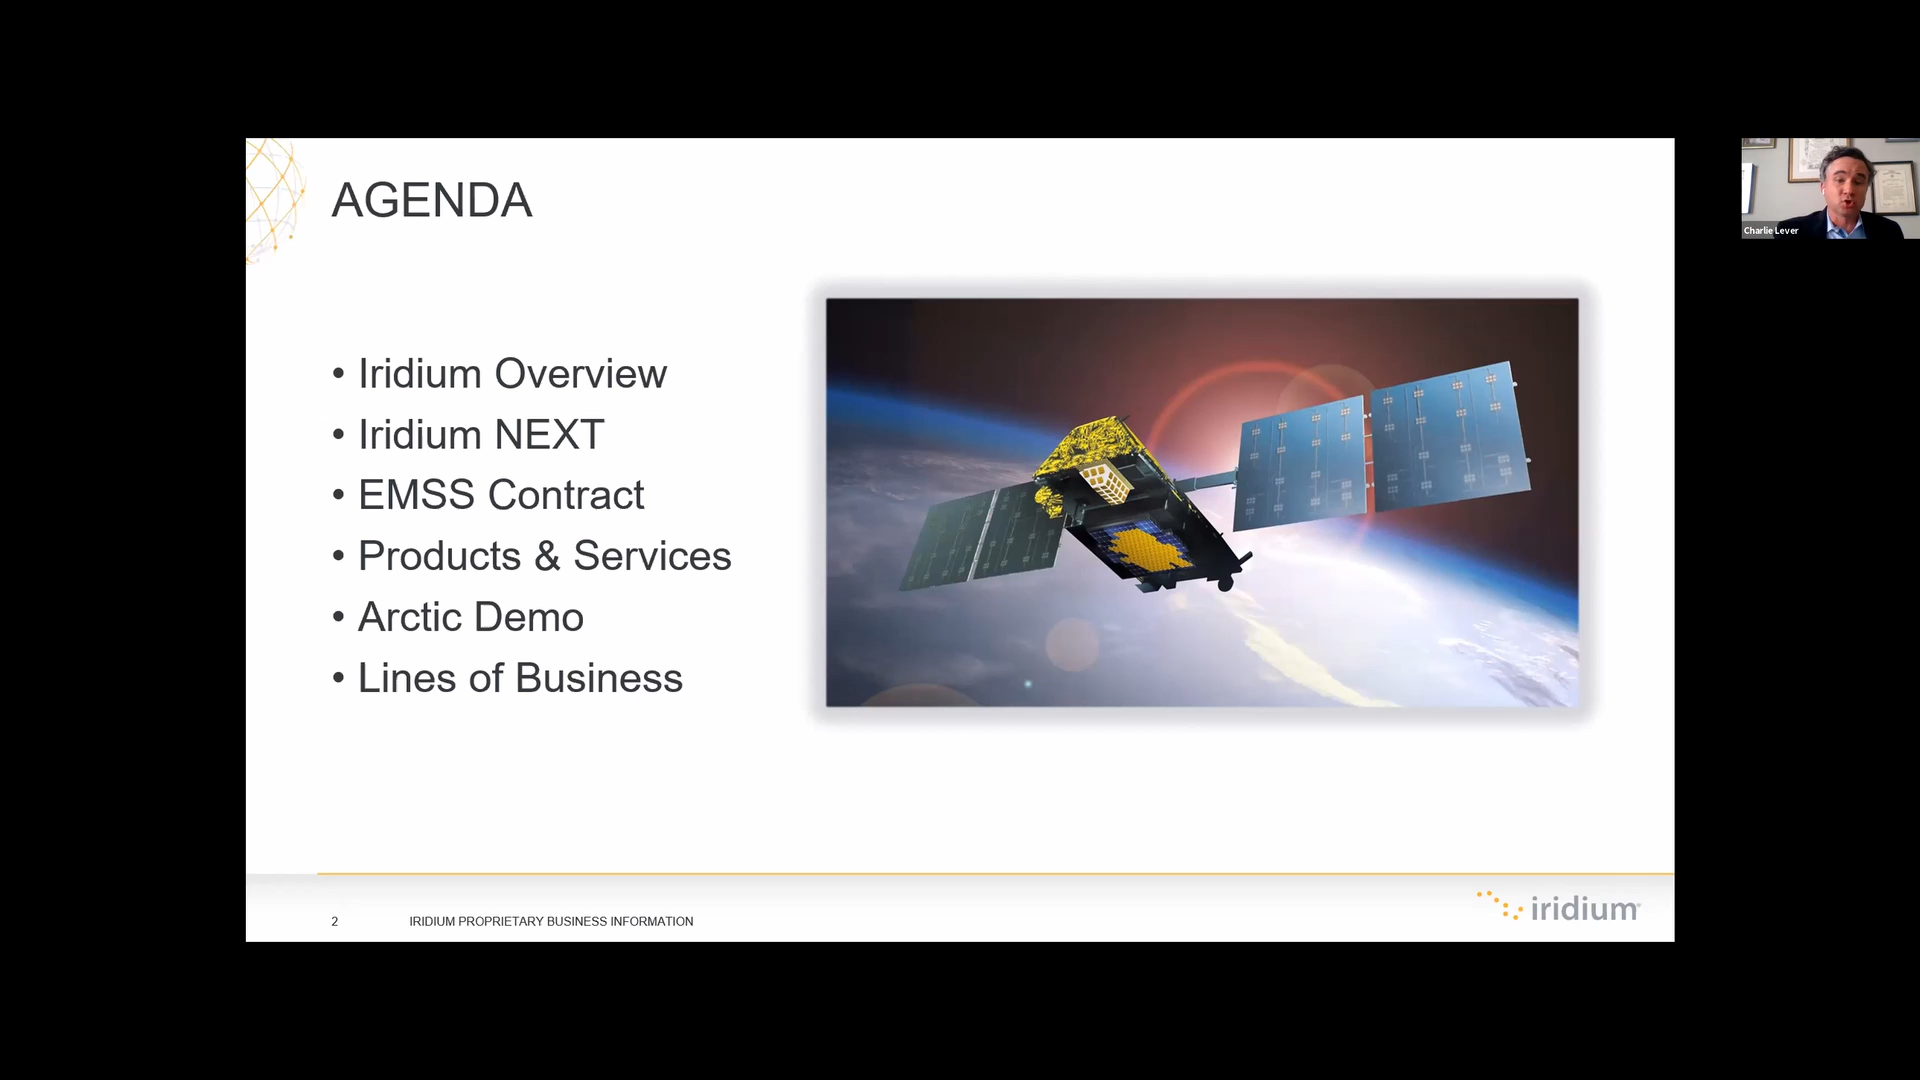 AGENDA
• Iridium Overview
• Iridium NEXT
• EMSS Contract
• Products & Services
• Arctic Demo
• Lines of Business
Charlie Lever
2 IRIDIUM PROPRIETARY BUSINESS INFORMATION
iridium